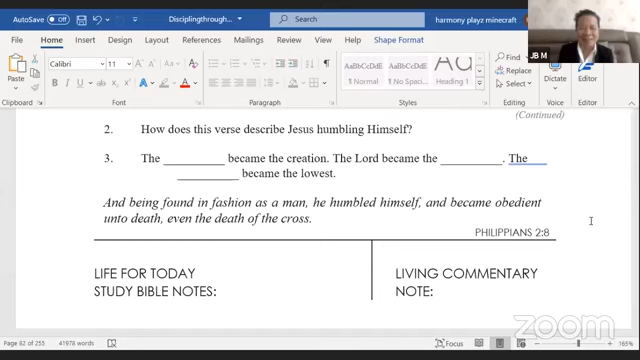 AutoSave Off
Disciplingthrough...
Search
harmony playz minecraft
File
Home
Insert
Draw
Design
Layout
References
Mailings
Review
View
Help
Shape Format
Paste
Calibri
11
Clipboard
Font
Paragraph
AaBbCcDdE AaBbCcDdE
¶ Normal ¶ No Spaci... Heading 1
Styles
Find
Replace
Select
Editing
Dictate
Voice
Editor
Editor
JB M
(Continued)
2. How does this verse describe Jesus humbling Himself?
3. The __________ became the creation. The Lord became the __________. The
__________ became the lowest.
And being found in fashion as a man, he humbled himself, and became obedient
unto death, even the death of the cross.
PHILIPPIANS 2:8
LIFE FOR TODAY
STUDY BIBLE NOTES:
LIVING COMMENTARY
NOTE:
zoom
Page 82 of 255 41978 words
Focus
165%